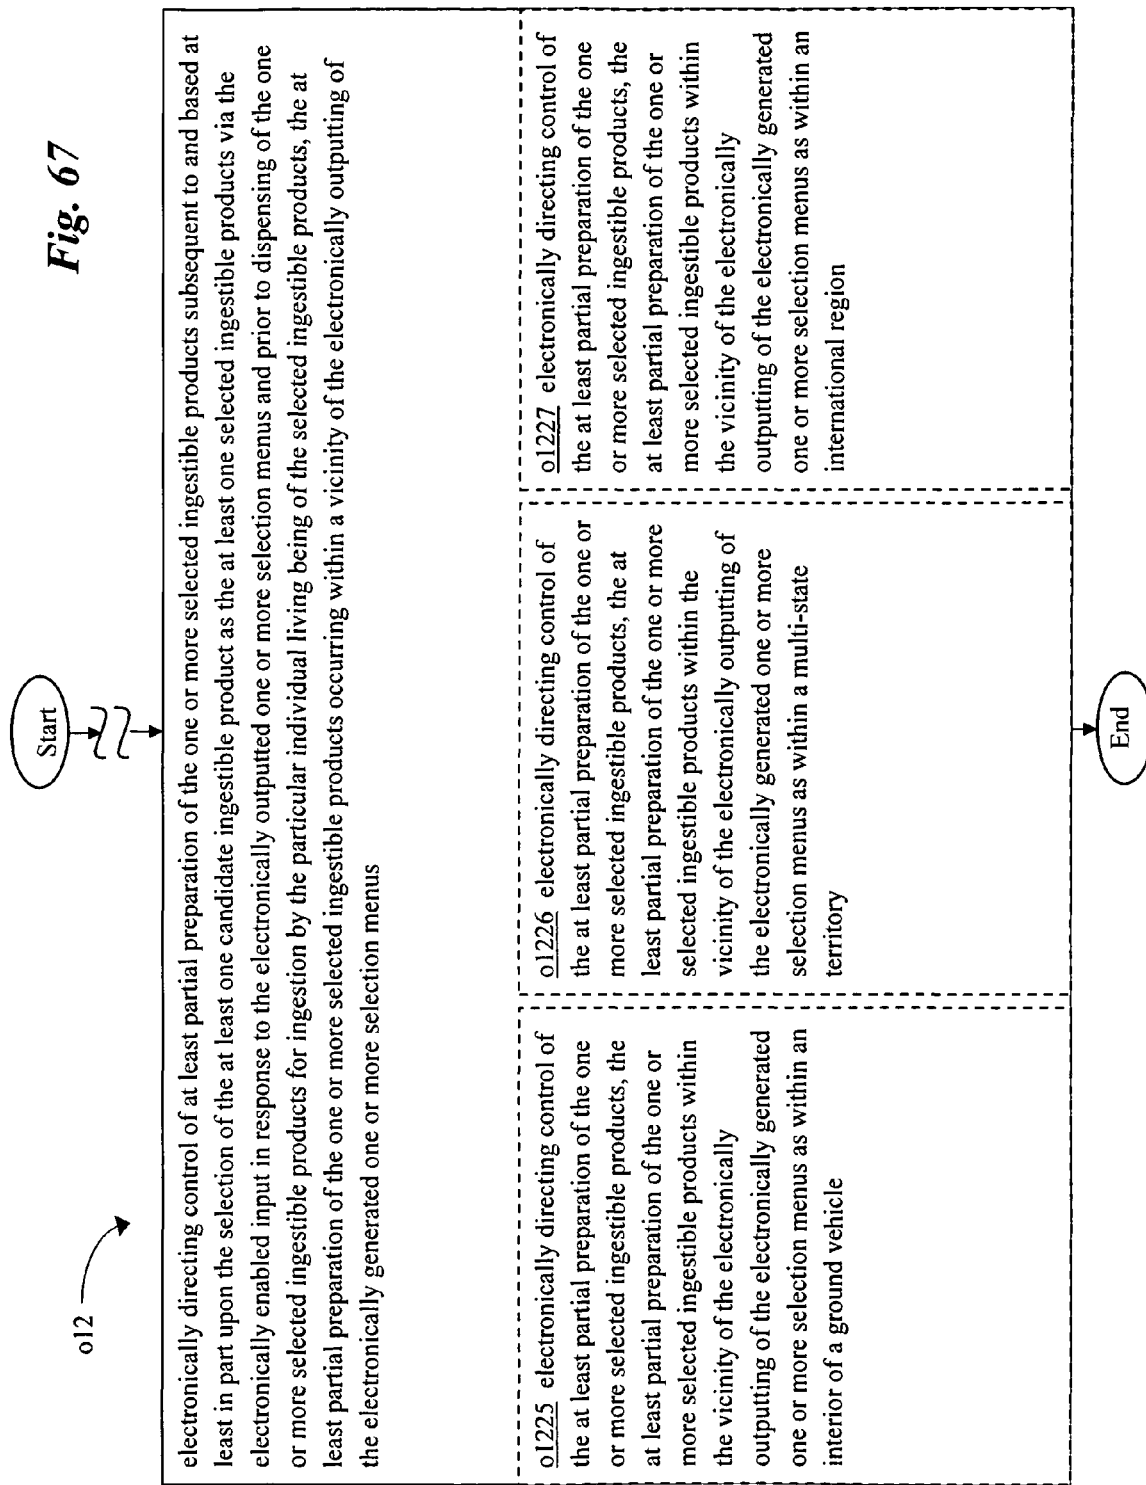 Fig. 67
o12
Start
electronically directing control of at least partial preparation of the one or more selected ingestible products subsequent to and based at
least in part upon the selection of the at least one candidate ingestible product as the at least one selected ingestible products via the
electronically enabled input in response to the electronically outputted one or more selection menus and prior to dispensing of the one
or more selected ingestible products for ingestion by the particular individual living being of the selected ingestible products, the at
least partial preparation of the one or more selected ingestible products occurring within a vicinity of the electronically outputting of
the electronically generated one or more selection menus
o1225 electronically directing control of
the at least partial preparation of the one
or more selected ingestible products, the
at least partial preparation of the one or
more selected ingestible products within
the vicinity of the electronically
outputting of the electronically generated
one or more selection menus as within an
interior of a ground vehicle
o1226 electronically directing control of
the at least partial preparation of the one or
more selected ingestible products, the at
least partial preparation of the one or more
selected ingestible products within the
vicinity of the electronically outputting of
the electronically generated one or more
selection menus as within a multi-state
territory
o1227 electronically directing control of
the at least partial preparation of the one
or more selected ingestible products, the
at least partial preparation of the one or
more selected ingestible products within
the vicinity of the electronically
outputting of the electronically generated
one or more selection menus as within an
international region
End